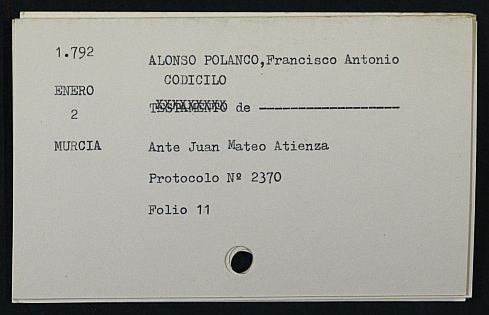 1.792
ALONSO POLANCO,Francisco Antonio
CODICILO
ENERO
TESTAMENTO de -------------------
2
MURCIA
Ante Juan Mateo Atienza
Protocolo Nº 2370
Folio 11